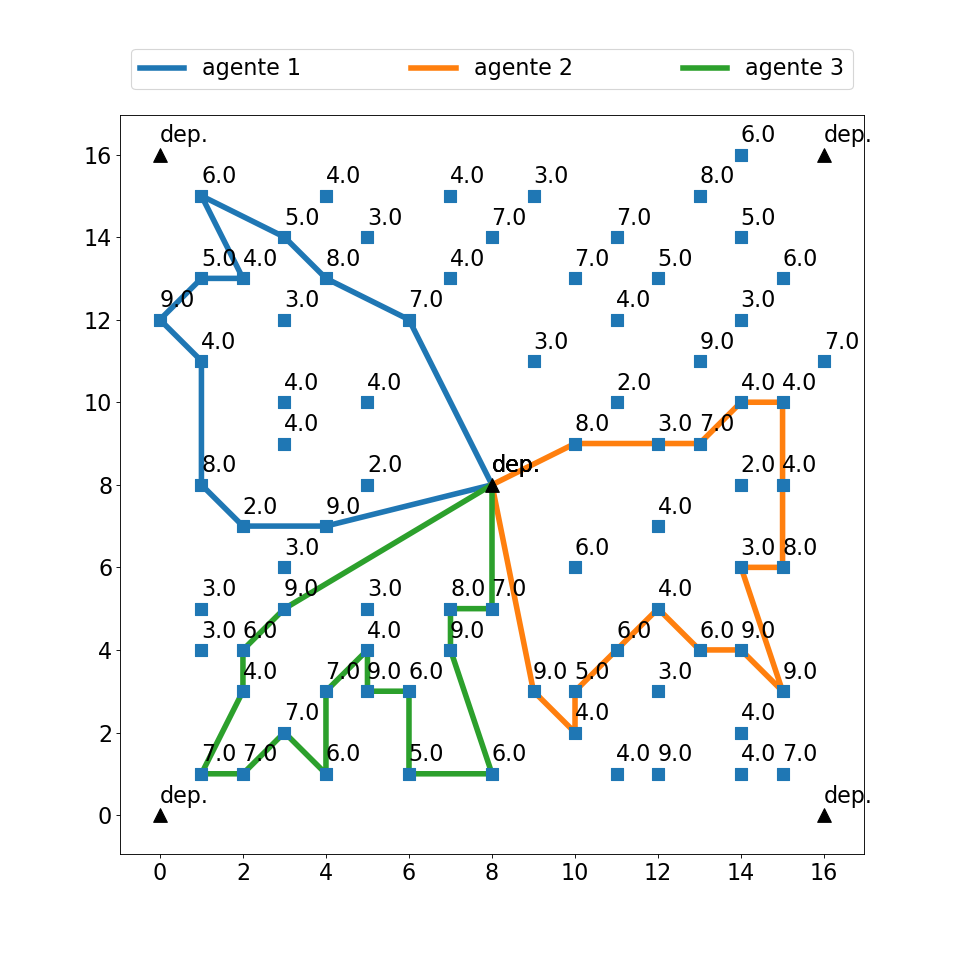 agente 1 agente 2 agente 3
6.0
16 dep. dep.
6.0 4.0 4.0 3.0 8.0
5.0 3.0 7.0 7.0 5.0
14
5.0 4.0 8.0 4.0 7.0 5.0 6.0
9.0 3.0 7.0 4.0 3.0
12
4.0 3.0 9.0 7.0
4.0 4.0 2.0 4.0 4.0
10
4.0 8.0 3.0 7.0
8.0 2.0 dep. 2.0 4.0
8
2.0 9.0 4.0
3.0 6.0 3.0 8.0
6
3.0 9.0 3.0 8.0 7.0 4.0
3.0 6.0 4.0 9.0 6.0 6.0 9.0
4
4.0 7.0 9.0 6.0 9.0 5.0 3.0 9.0
7.0 4.0 4.0
2
7.0 7.0 6.0 5.0 6.0 4.0 9.0 4.0 7.0
dep. dep.
0
0 2 4 6 8 10 12 14 16